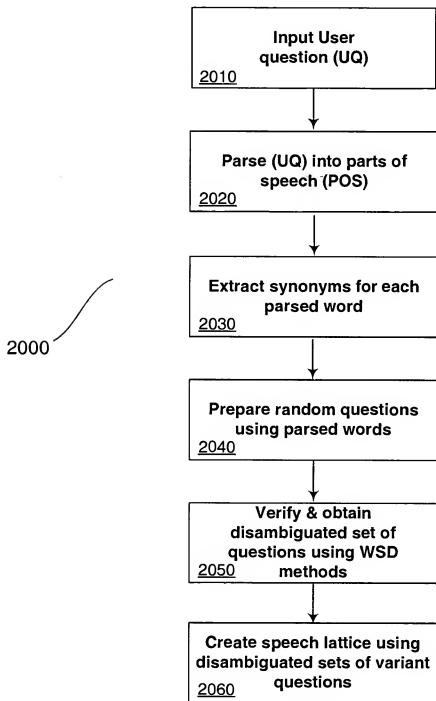 Input User
question (UQ)
2010
Parse (UQ) into parts of
speech (POS)
2020
Extract synonyms for each
parsed word
2030
2000
Prepare random questions
using parsed words
2040
Verify & obtain
disambiguated set of
questions using WSD
methods
2050
Create speech lattice using
disambiguated sets of variant
questions
2060